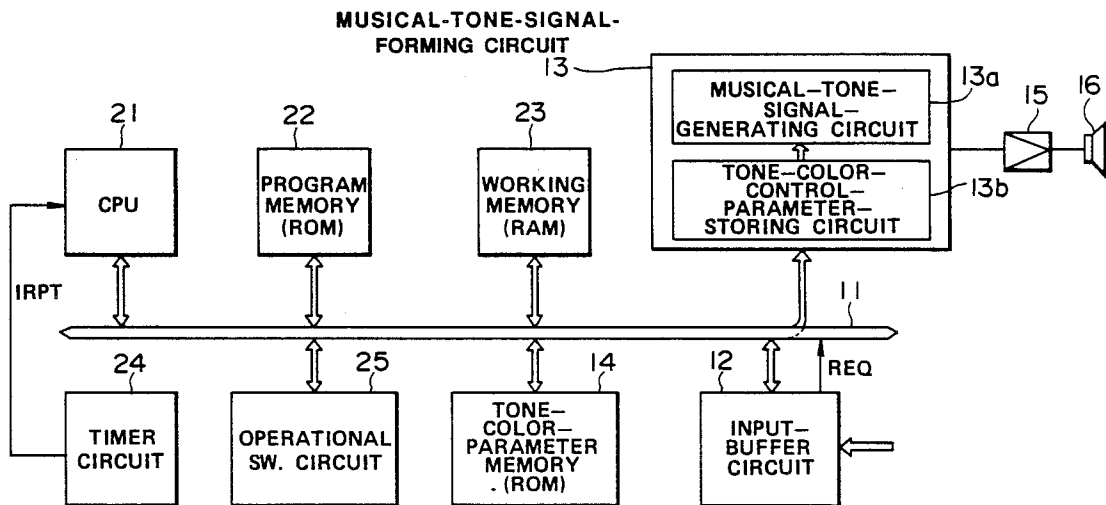 MUSICAL-TONE-SIGNAL-
FORMING CIRCUIT
13
MUSICAL-TONE-
SIGNAL-
GENERATING CIRCUIT
13a
15
16
TONE-COLOR-
CONTROL-
PARAMETER-
STORING CIRCUIT
13b
21
CPU
22
PROGRAM
MEMORY
(ROM)
23
WORKING
MEMORY
(RAM)
IRPT
11
24
TIMER
CIRCUIT
25
OPERATIONAL
SW. CIRCUIT
14
TONE-
COLOR-
PARAMETER
MEMORY
. (ROM)
12
REQ
INPUT-
BUFFER
CIRCUIT